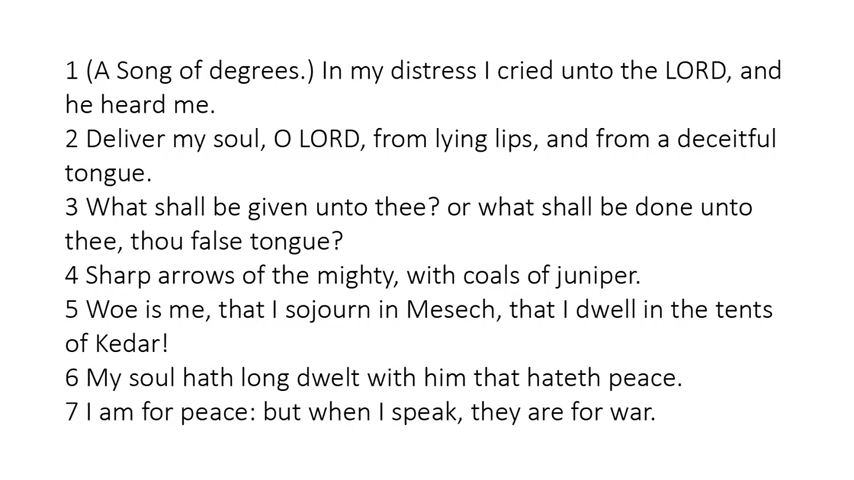 1 (A Song of degrees.) In my distress I cried unto the LORD, and
he heard me.
2 Deliver my soul, O LORD, from lying lips, and from a deceitful
tongue.
3 What shall be given unto thee? or what shall be done unto
thee, thou false tongue?
4 Sharp arrows of the mighty, with coals of juniper.
5 Woe is me, that I sojourn in Mesech, that I dwell in the tents
of Kedar!
6 My soul hath long dwelt with him that hateth peace.
7 I am for peace: but when I speak, they are for war.